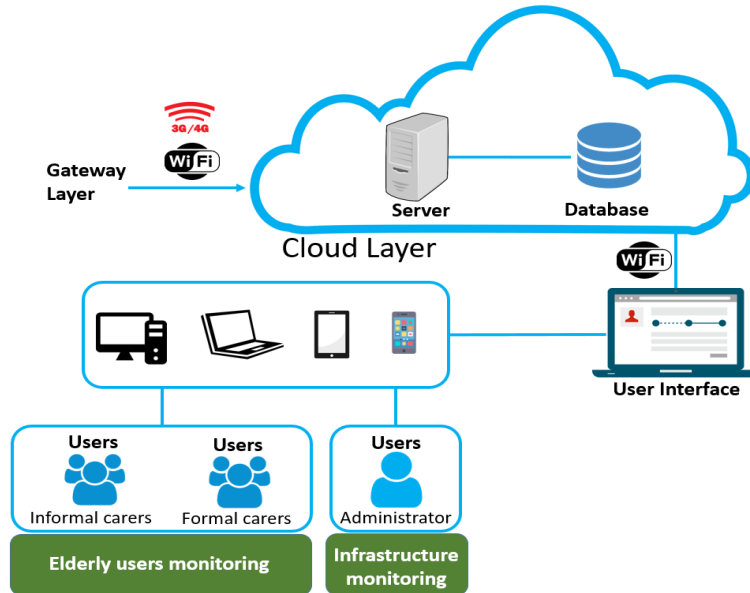 3G/4G
WiFi
Gateway
Layer
Server
Database
Cloud Layer
WiFi
User Interface
Users
Users
Users
Informal carers
Formal carers
Administrator
Elderly users monitoring
Infrastructure
monitoring